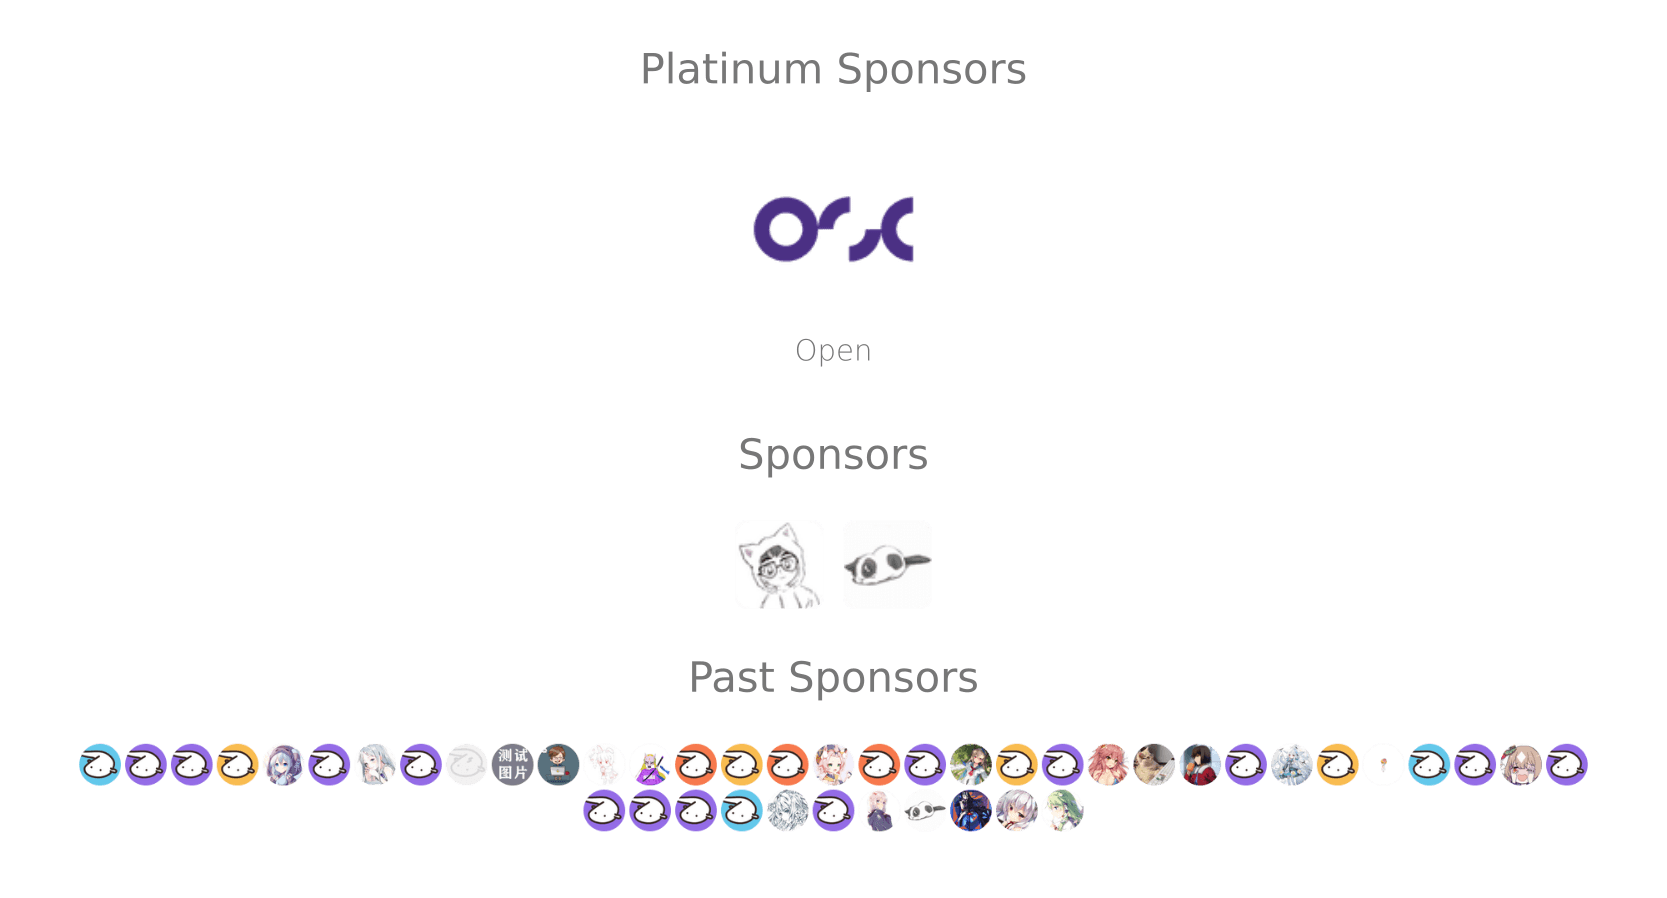 Platinum Sponsors
Open
Sponsors
Past Sponsors
测试
图片